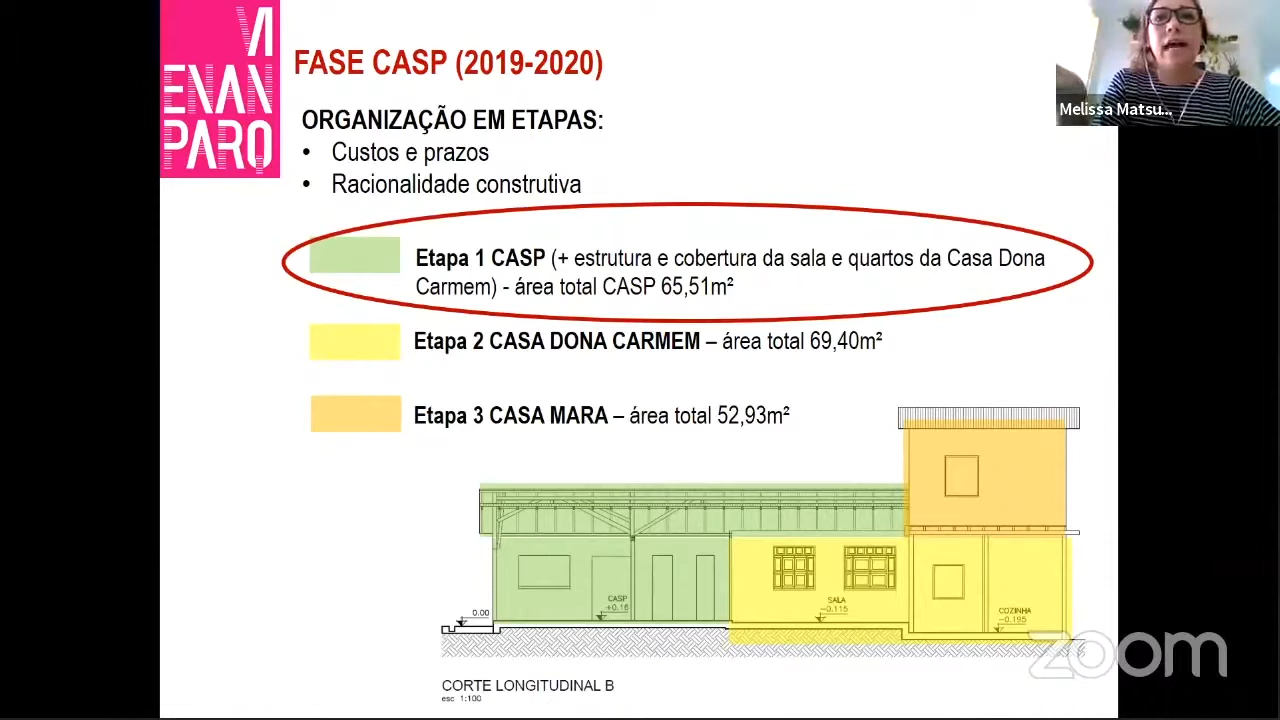 VI
ENAN
PARQ
FASE CASP (2019-2020)
Melissa Matsu...
ORGANIZAÇÃO EM ETAPAS:
• Custos e prazos
• Racionalidade construtiva
Etapa 1 CASP (+ estrutura e cobertura da sala e quartos da Casa Dona
Carmem) - área total CASP 65,51m²
Etapa 2 CASA DONA CARMEM – área total 69,40m²
Etapa 3 CASA MARA – área total 52,93m²
0.00
CASP
+0.16
SALA
-0.115
COZINHA
-0.195
zoom
CORTE LONGITUDINAL B
esc 1:100